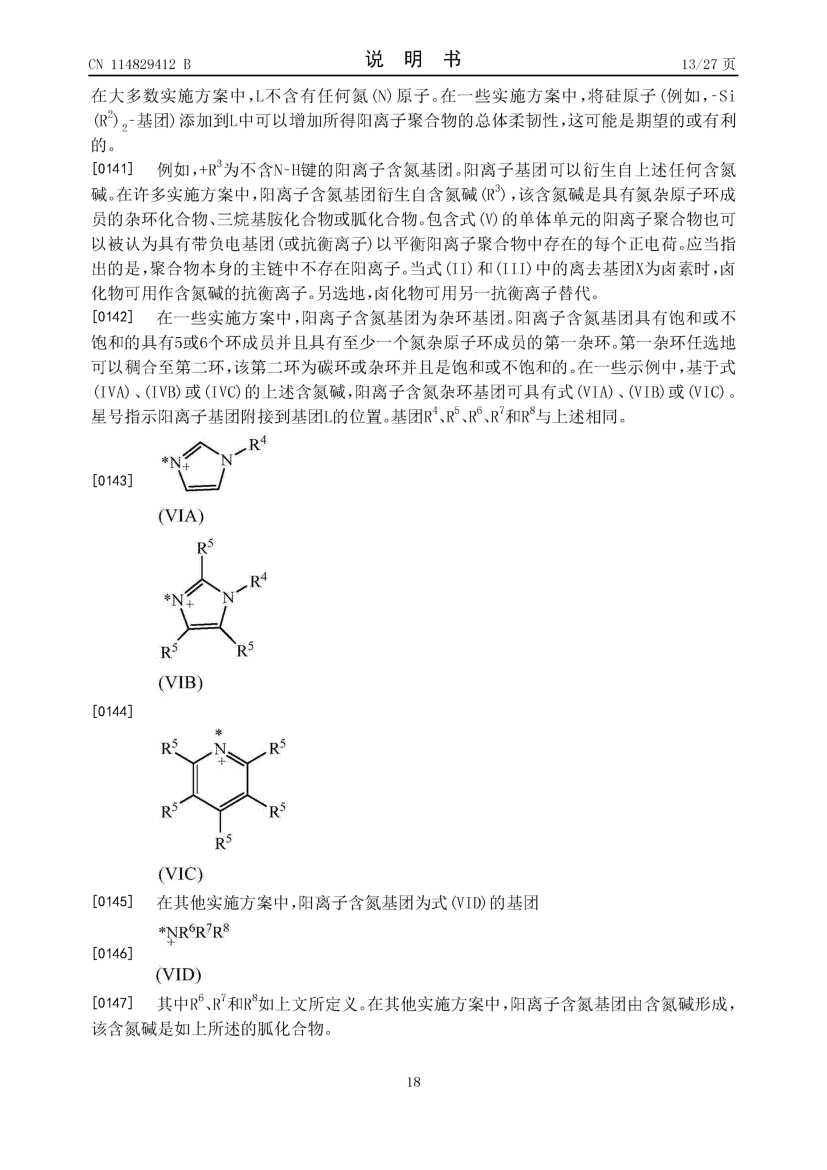 CN 114829412 B
说 明 书
13/27 页
在大多数实施方案中,L不含有任何氮(N)原子。在一些实施方案中,将硅原子(例如,-Si
(R²)₂-基团)添加到L中可以增加所得阳离子聚合物的总体柔韧性,这可能是期望的或有利
的。
[0141] 例如,+R³为不含N-H键的阳离子含氮基团。阳离子基团可以衍生自上述任何含氮
碱。在许多实施方案中,阳离子含氮基团衍生自含氮碱(R³),该含氮碱是具有氮杂原子环成
员的杂环化合物、三烷基胺化合物或胍化合物。包含式(V)的单体单元的阳离子聚合物也可
以被认为具有带负电基团(或抗衡离子)以平衡阳离子聚合物中存在的每个正电荷。应当指
出的是,聚合物本身的主链中不存在阳离子。当式(II)和(III)中的离去基团X为卤素时,卤
化物可用作含氮碱的抗衡离子。另选地,卤化物可用另一抗衡离子替代。
[0142] 在一些实施方案中,阳离子含氮基团为杂环基团。阳离子含氮基团具有饱和或不
饱和的具有5或6个环成员并且具有至少一个氮杂原子环成员的第一杂环。第一杂环任选地
可以稠合至第二环,该第二环为碳环或杂环并且是饱和或不饱和的。在一些示例中,基于式
(IVA)、(IVB)或(IVC)的上述含氮碱,阳离子含氮杂环基团可具有式(VIA)、(VIB)或(VIC)。
星号指示阳离子基团附接到基团L的位置。基团R⁴、R⁵、R⁶、R⁷和R⁸与上述相同。
R⁴
*N+ N
[0143]
(VIA)
R⁵
R⁴
*N+ N
R⁵ R⁵
(VIB)
[0144]
*
R⁵ N R⁵
+
R⁵ R⁵
R⁵
(VIC)
[0145] 在其他实施方案中,阳离子含氮基团为式(VID)的基团
*NR⁶R⁷R⁸
+
[0146]
(VID)
[0147] 其中R⁶、R⁷和R⁸如上文所定义。在其他实施方案中,阳离子含氮基团由含氮碱形成,
该含氮碱是如上所述的胍化合物。
18